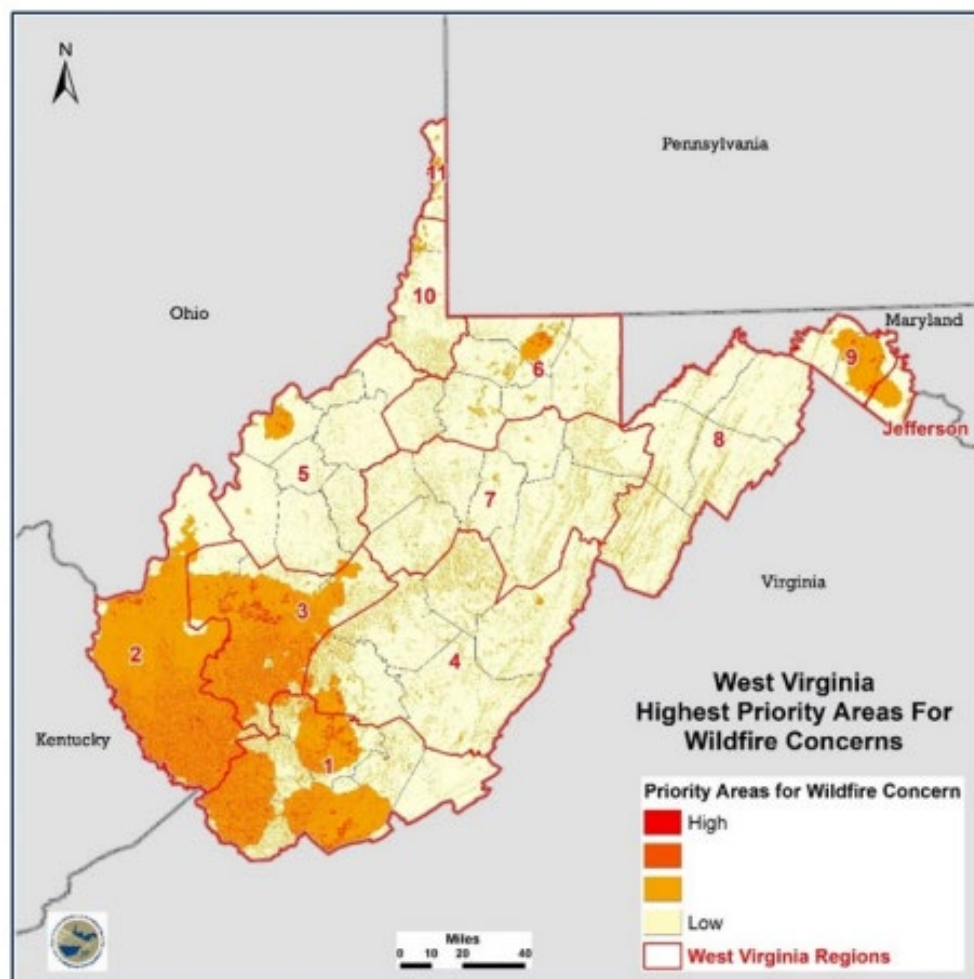 N
Pennsylvania
11
Ohio
10
Maryland
9
6
Jefferson
8
5
7
Virginia
3
2
4
West Virginia
Highest Priority Areas For
Wildfire Concerns
Kentucky
1
Priority Areas for Wildfire Concern
High
Low
West Virginia Regions
Miles
0 10 20 40